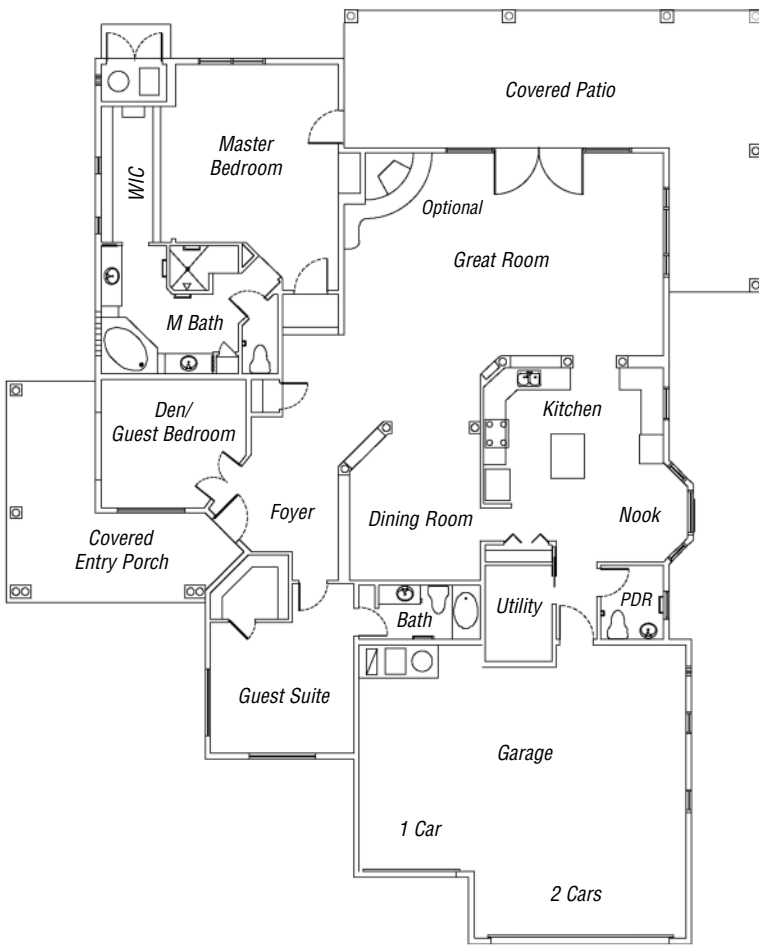 Covered Patio
Master
Bedroom
WIC
Optional
Great Room
M Bath
Den/
Guest Bedroom
Kitchen
Foyer
Dining Room
Nook
Covered
Entry Porch
Bath
Utility
PDR
Guest Suite
Garage
1 Car
2 Cars